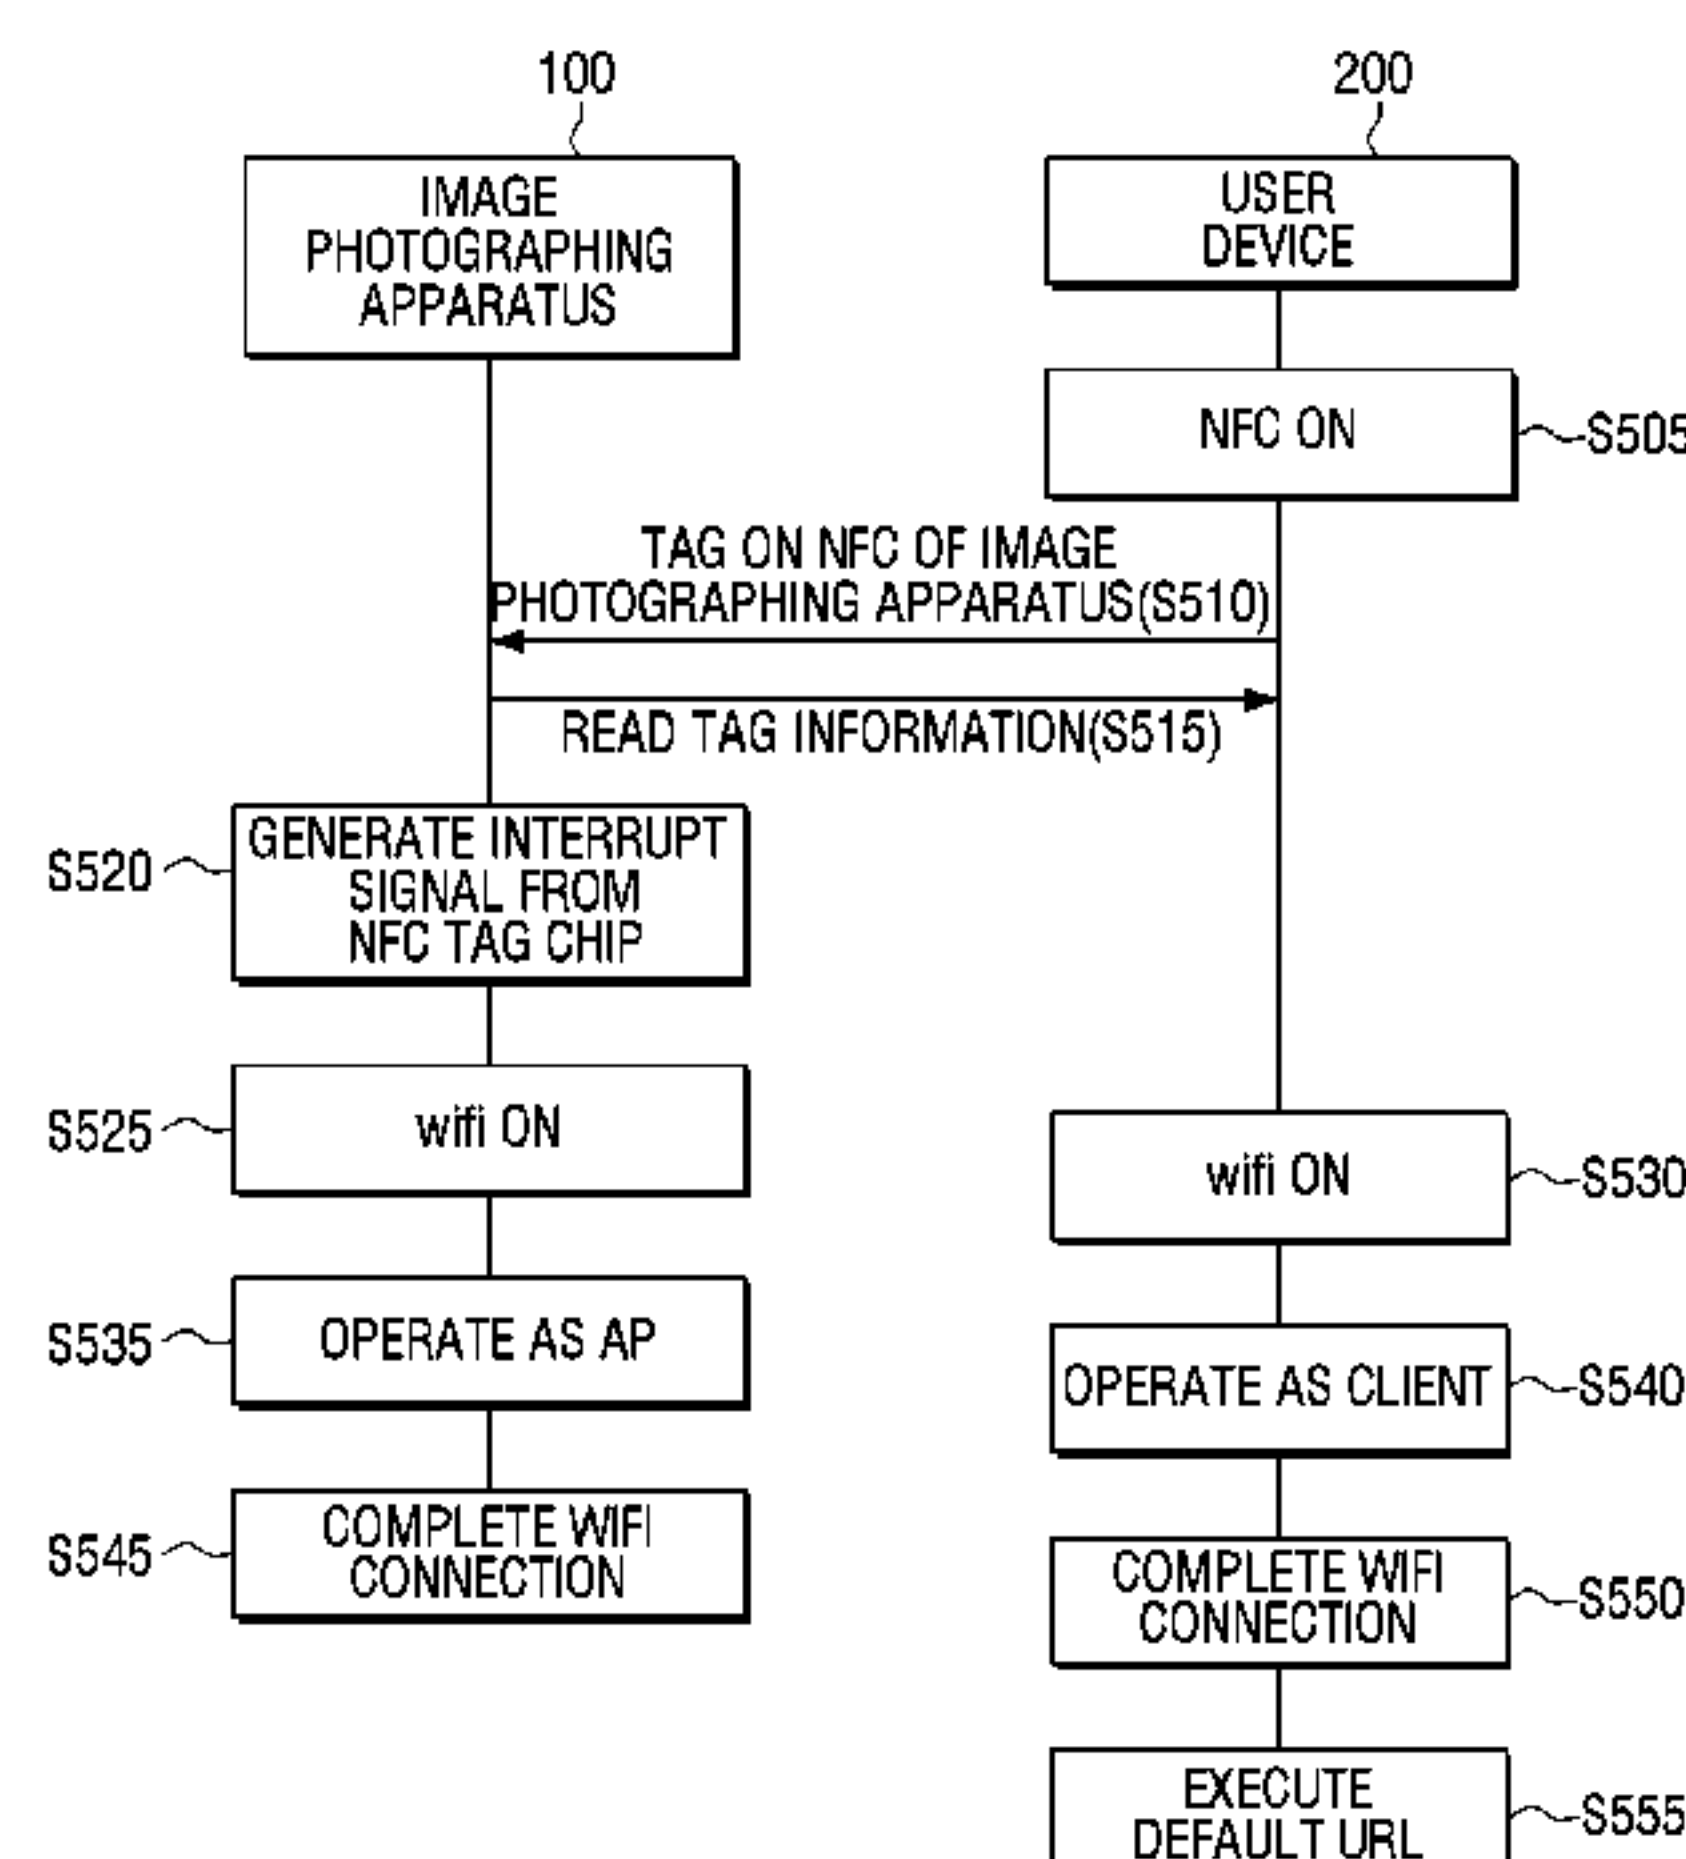 100
200
IMAGE
PHOTOGRAPHING
APPARATUS
USER
DEVICE
NFC ON
S505
TAG ON NFC OF IMAGE
PHOTOGRAPHING APPARATUS(S510)
READ TAG INFORMATION(S515)
S520
GENERATE INTERRUPT
SIGNAL FROM
NFC TAG CHIP
S525
wifi ON
wifi ON
S530
S535
OPERATE AS AP
OPERATE AS CLIENT
S540
S545
COMPLETE WIFI
CONNECTION
COMPLETE WIFI
CONNECTION
S550
EXECUTE
DEFAULT URL
S555